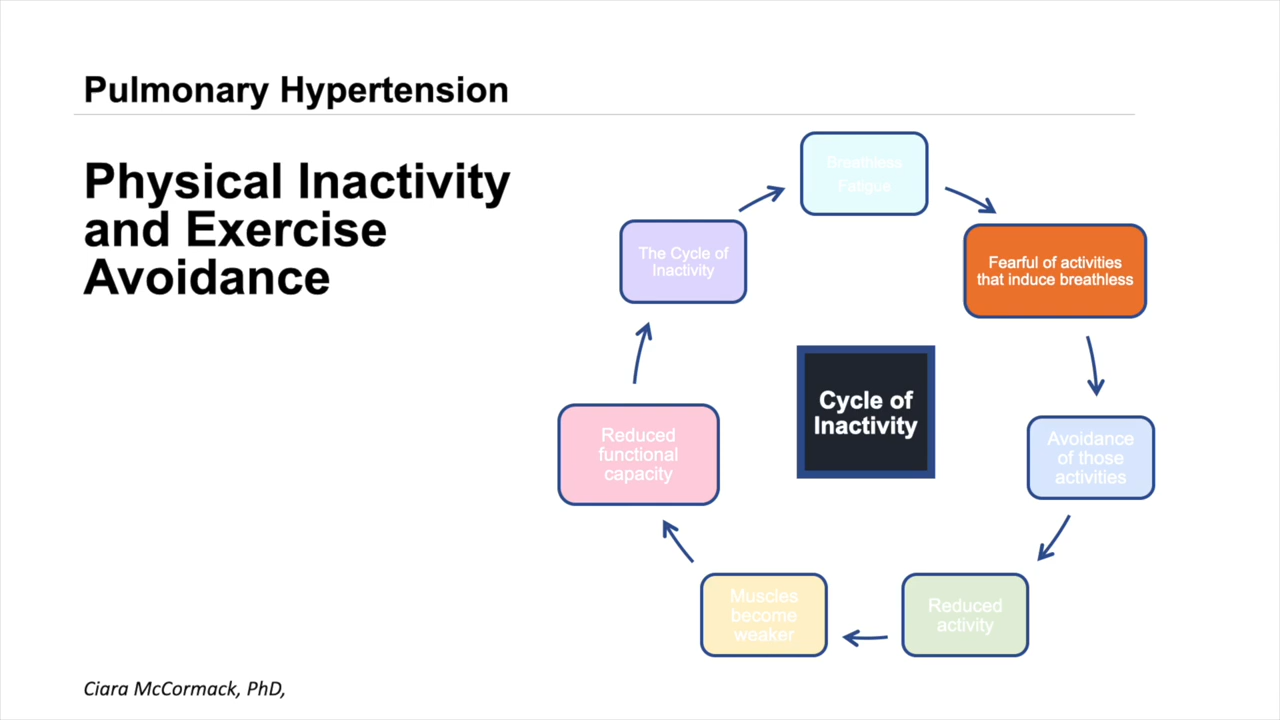 Pulmonary Hypertension
Physical Inactivity
and Exercise
Avoidance
Breathless
Fatigue
Fearful of activities
that induce breathless
Avoidance
of those
activities
Reduced
activity
Muscles
become
weaker
Reduced
functional
capacity
The Cycle of
Inactivity
Cycle of
Inactivity
Ciara McCormack, PhD,